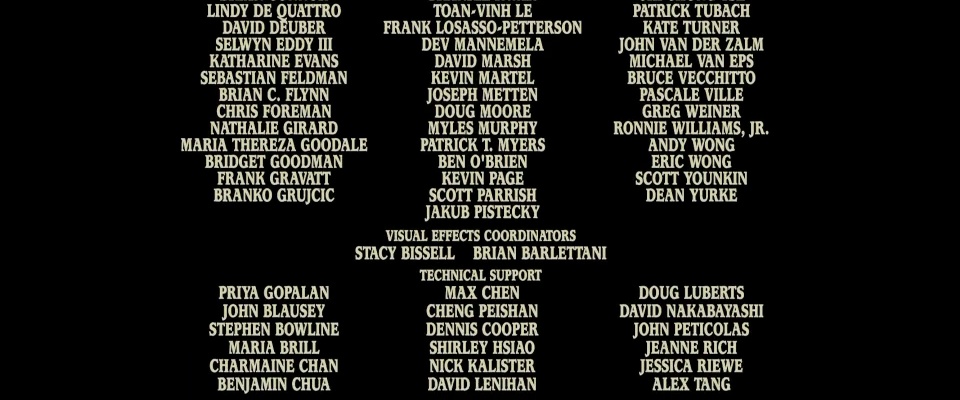 LINDY DE QUATTRO TOAN-VINH LE PATRICK TUBACH
DAVID DEUBER FRANK LOSASSO-PETTERSON KATE TURNER
SELWYN EDDY III DEV MANNEMELA JOHN VAN DER ZALM
KATHARINE EVANS DAVID MARSH MICHAEL VAN EPS
SEBASTIAN FELDMAN KEVIN MARTEL BRUCE VECCHITTO
BRIAN C. FLYNN JOSEPH METTEN PASCALE VILLE
CHRIS FOREMAN DOUG MOORE GREG WEINER
NATHALIE GIRARD MYLES MURPHY RONNIE WILLIAMS, JR.
MARIA THEREZA GOODALE PATRICK T. MYERS ANDY WONG
BRIDGET GOODMAN BEN O'BRIEN ERIC WONG
FRANK GRAVATT KEVIN PAGE SCOTT YOUNKIN
BRANKO GRUJCIC SCOTT PARRISH DEAN YURKE
JAKUB PISTECKY
VISUAL EFFECTS COORDINATORS
STACY BISSELL BRIAN BARLETTANI
TECHNICAL SUPPORT
PRIYA GOPALAN MAX CHEN DOUG LUBERTS
JOHN BLAUSEY CHENG PEISHAN DAVID NAKABAYASHI
STEPHEN BOWLINE DENNIS COOPER JOHN PETICOLAS
MARIA BRILL SHIRLEY HSIAO JEANNE RICH
CHARMAINE CHAN NICK KALISTER JESSICA RIEWE
BENJAMIN CHUA DAVID LENIHAN ALEX TANG